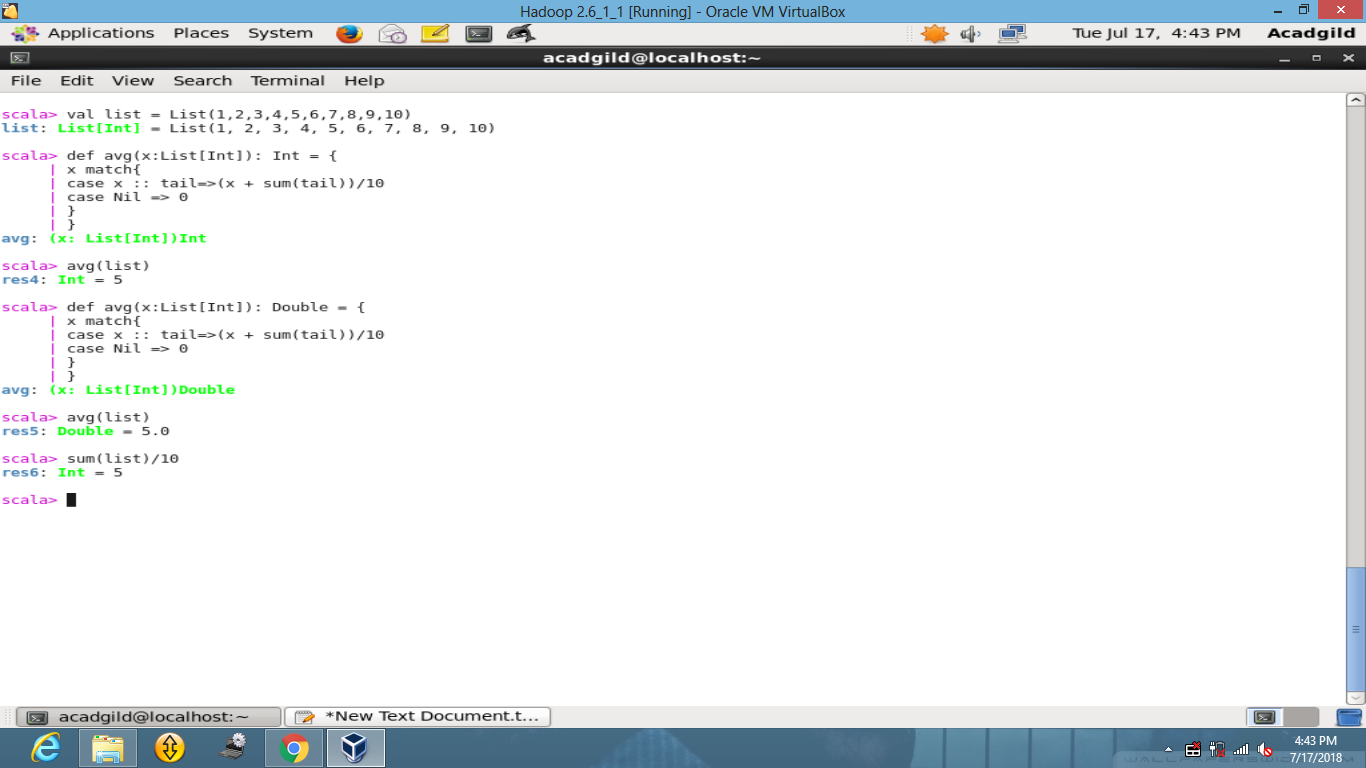 Hadoop 2.6_1_1 [Running] - Oracle VM VirtualBox
Applications Places System Tue Jul 17, 4:43 PM Acadgild
acadgild@localhost:~
File Edit View Search Terminal Help
scala> val list = List(1,2,3,4,5,6,7,8,9,10)
list: List[Int] = List(1, 2, 3, 4, 5, 6, 7, 8, 9, 10)
scala> def avg(x:List[Int]): Int = {
| x match{
| case x :: tail=>(x + sum(tail))/10
| case Nil => 0
| }
| }
avg: (x: List[Int])Int
scala> avg(list)
res4: Int = 5
scala> def avg(x:List[Int]): Double = {
| x match{
| case x :: tail=>(x + sum(tail))/10
| case Nil => 0
| }
| }
avg: (x: List[Int])Double
scala> avg(list)
res5: Double = 5.0
scala> sum(list)/10
res6: Int = 5
scala>
acadgild@localhost:~ *New Text Document.t...
4:43 PM
7/17/2018